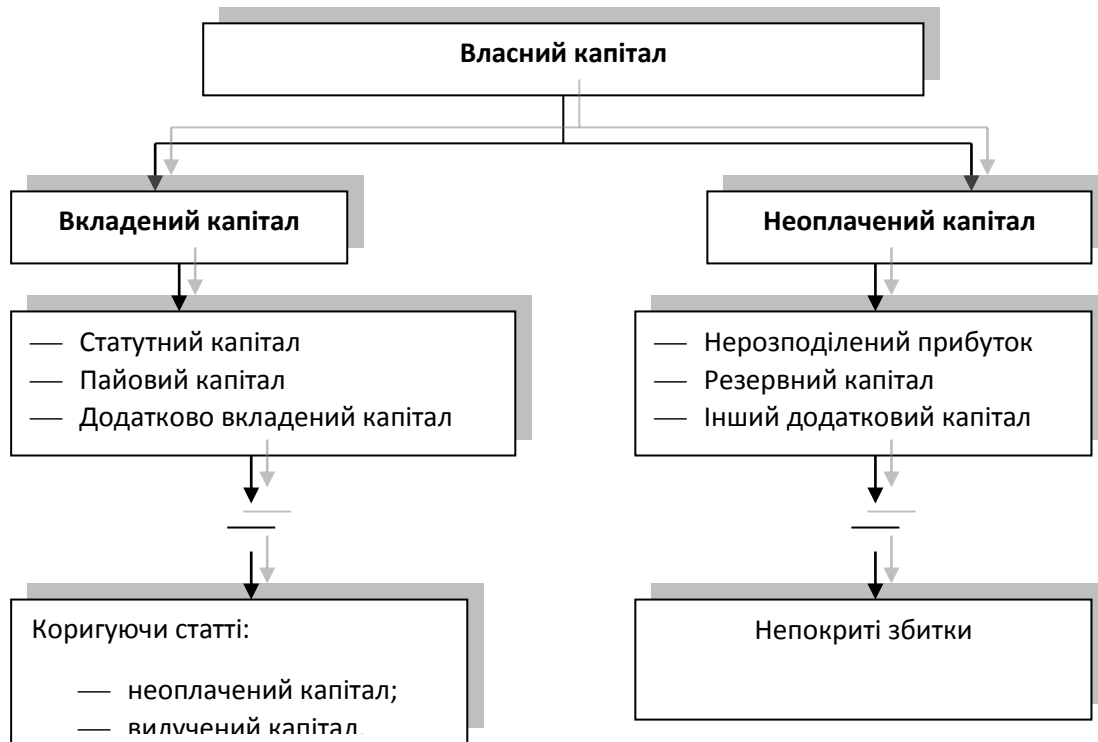 Власний капітал
Вкладений капітал
Неоплачений капітал
— Статутний капітал
— Пайовий капітал
— Додатково вкладений капітал
— Нерозподілений прибуток
— Резервний капітал
— Інший додатковий капітал
Коригуючи статті:
— неоплачений капітал;
— вилучений капітал.
Непокриті збитки